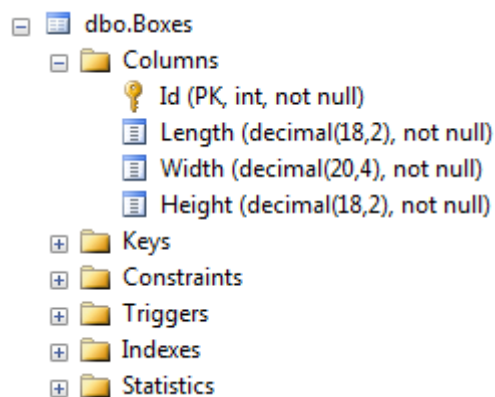 dbo.Boxes
Columns
Id (PK, int, not null)
Length (decimal(18,2), not null)
Width (decimal(20,4), not null)
Height (decimal(18,2), not null)
Keys
Constraints
Triggers
Indexes
Statistics